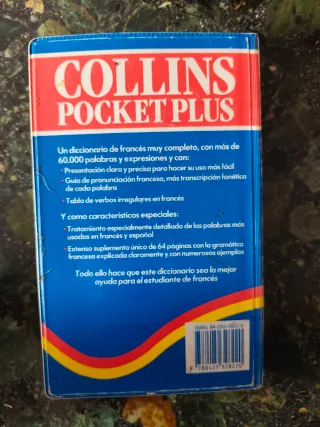 COLLINS
POCKET PLUS
Un diccionario de francés muy completo, con más de
60.000 palabras y expresiones y con:
• Presentación clara y precisa para hacer su uso más fácil
• Guía de pronunciación francesa, más transcripción fonética
de cada palabra
• Tabla de verbos irregulares en francés
Y como características especiales:
• Tratamiento especialmente detallado de las palabras más
usadas en francés y español
• Extenso suplemento único de 64 páginas con la gramática
francesa explicada claramente y con numerosos ejemplos
Todo ello hace que este diccionario sea la mejor
ayuda para el estudiante de francés
ISBN